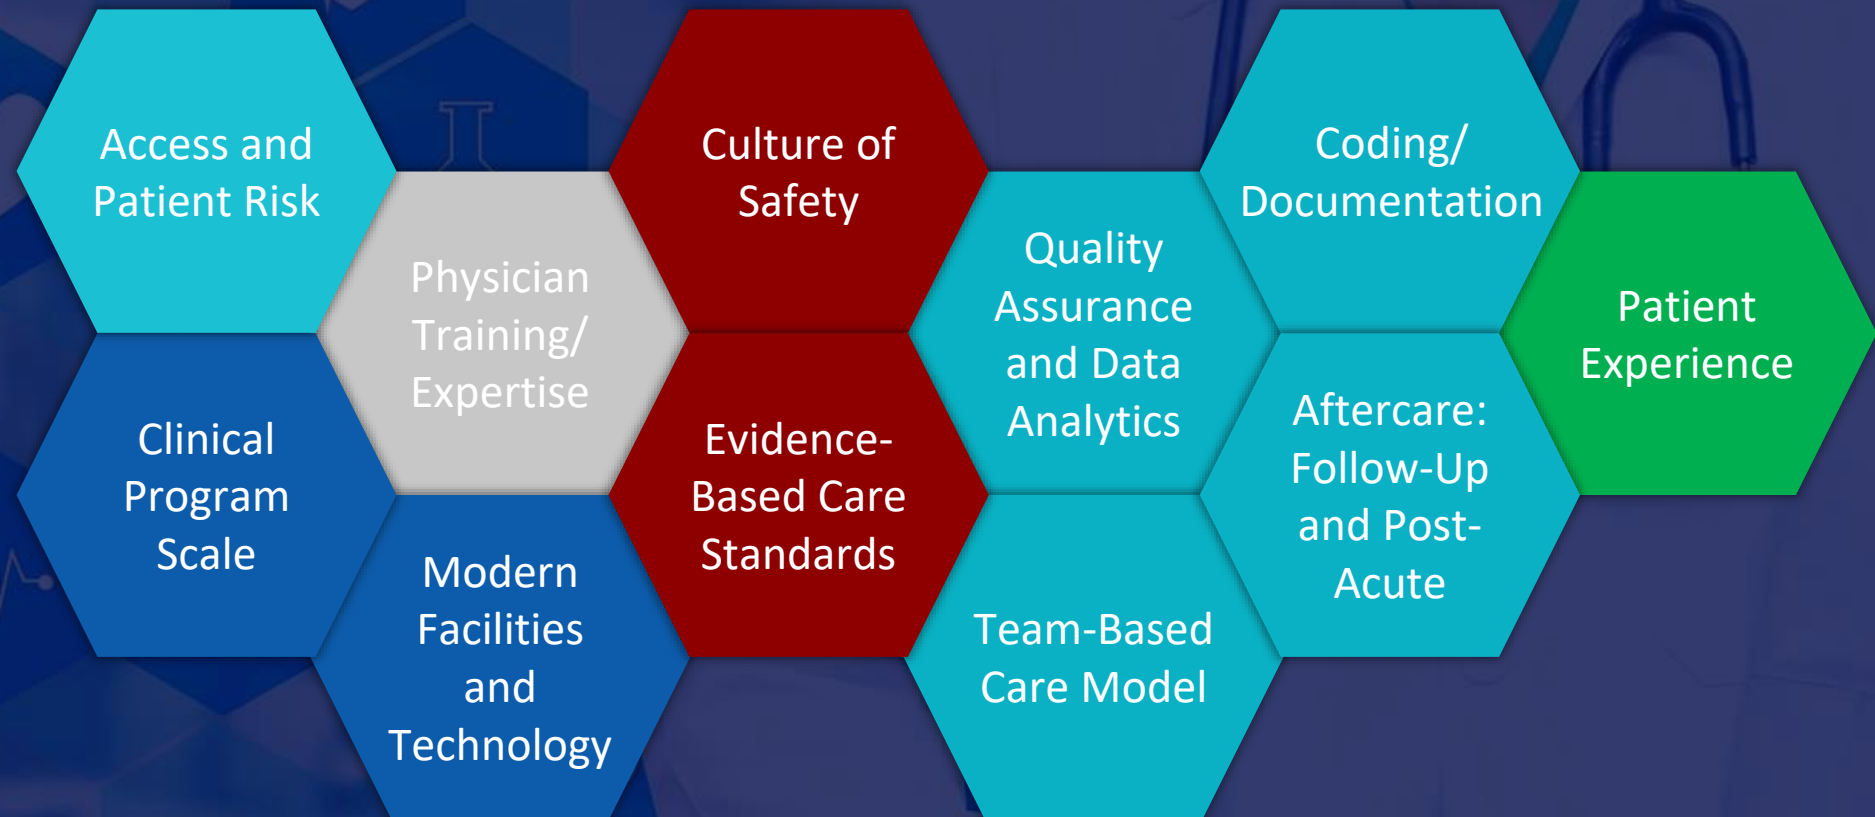 Access and
Patient Risk
Clinical
Program
Scale
Physician
Training/
Expertise
Modern
Facilities
and
Technology
Culture of
Safety
Evidence-
Based Care
Standards
Quality
Assurance
and Data
Analytics
Team-Based
Care Model
Coding/
Documentation
Aftercare:
Follow-Up
and Post-
Acute
Patient
Experience